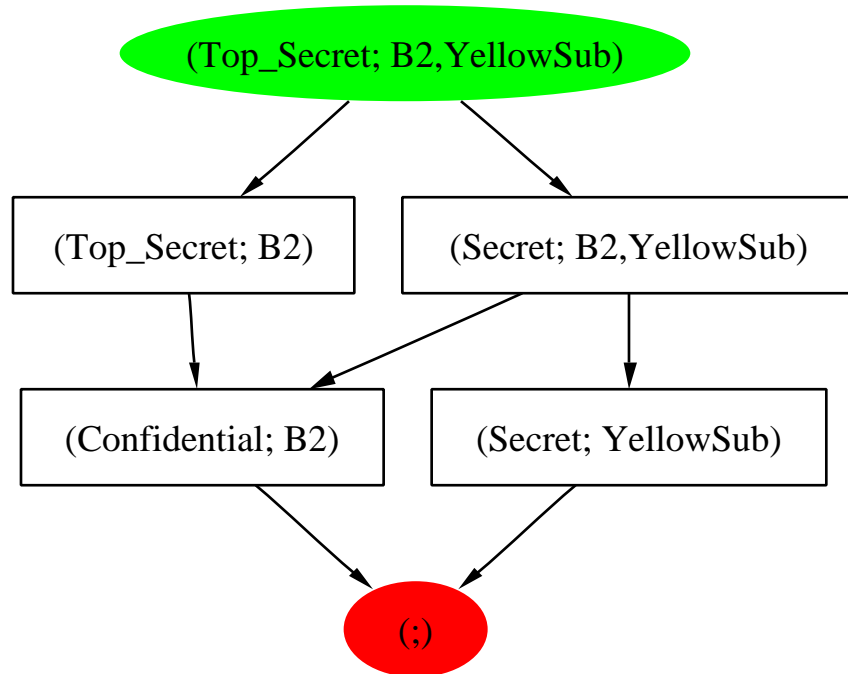 (Top_Secret; B2,YellowSub)
(Top_Secret; B2)
(Secret; B2,YellowSub)
(Confidential; B2)
(Secret; YellowSub)
(;)